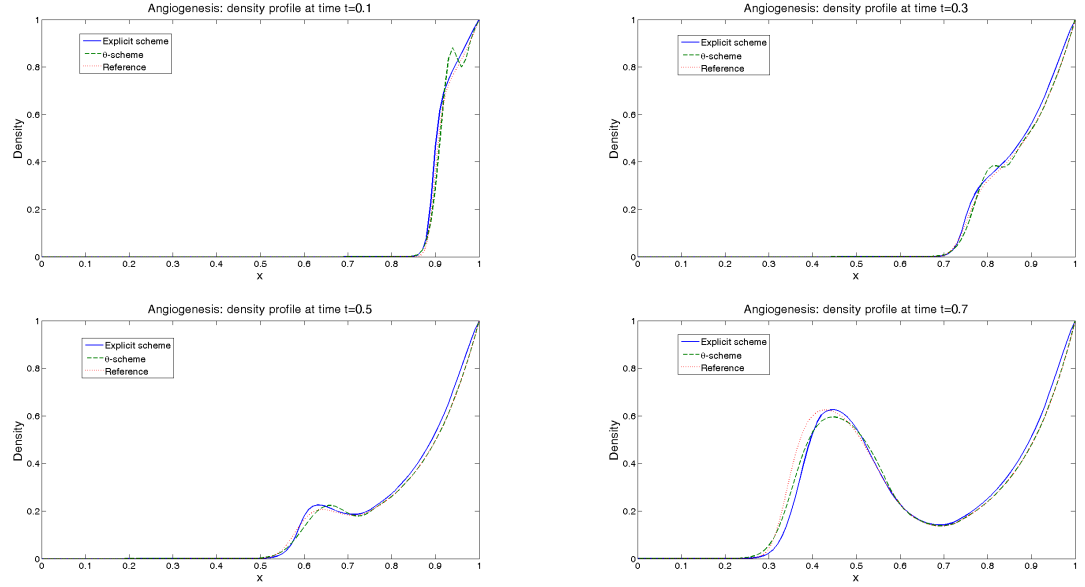 Angiogenesis: density profile at time t=0.1
1
0.8
0.6
0.4
0.2
0
Density
Explicit scheme
θ-scheme
Reference
0 0.1 0.2 0.3 0.4 0.5 0.6 0.7 0.8 0.9 1
x
Angiogenesis: density profile at time t=0.3
1
0.8
0.6
0.4
0.2
0
Density
Explicit scheme
θ-scheme
Reference
0 0.1 0.2 0.3 0.4 0.5 0.6 0.7 0.8 0.9 1
x
Angiogenesis: density profile at time t=0.5
1
0.8
0.6
0.4
0.2
0
Density
Explicit scheme
θ-scheme
Reference
0 0.1 0.2 0.3 0.4 0.5 0.6 0.7 0.8 0.9 1
x
Angiogenesis: density profile at time t=0.7
1
0.8
0.6
0.4
0.2
0
Density
Explicit scheme
θ-scheme
Reference
0 0.1 0.2 0.3 0.4 0.5 0.6 0.7 0.8 0.9 1
x